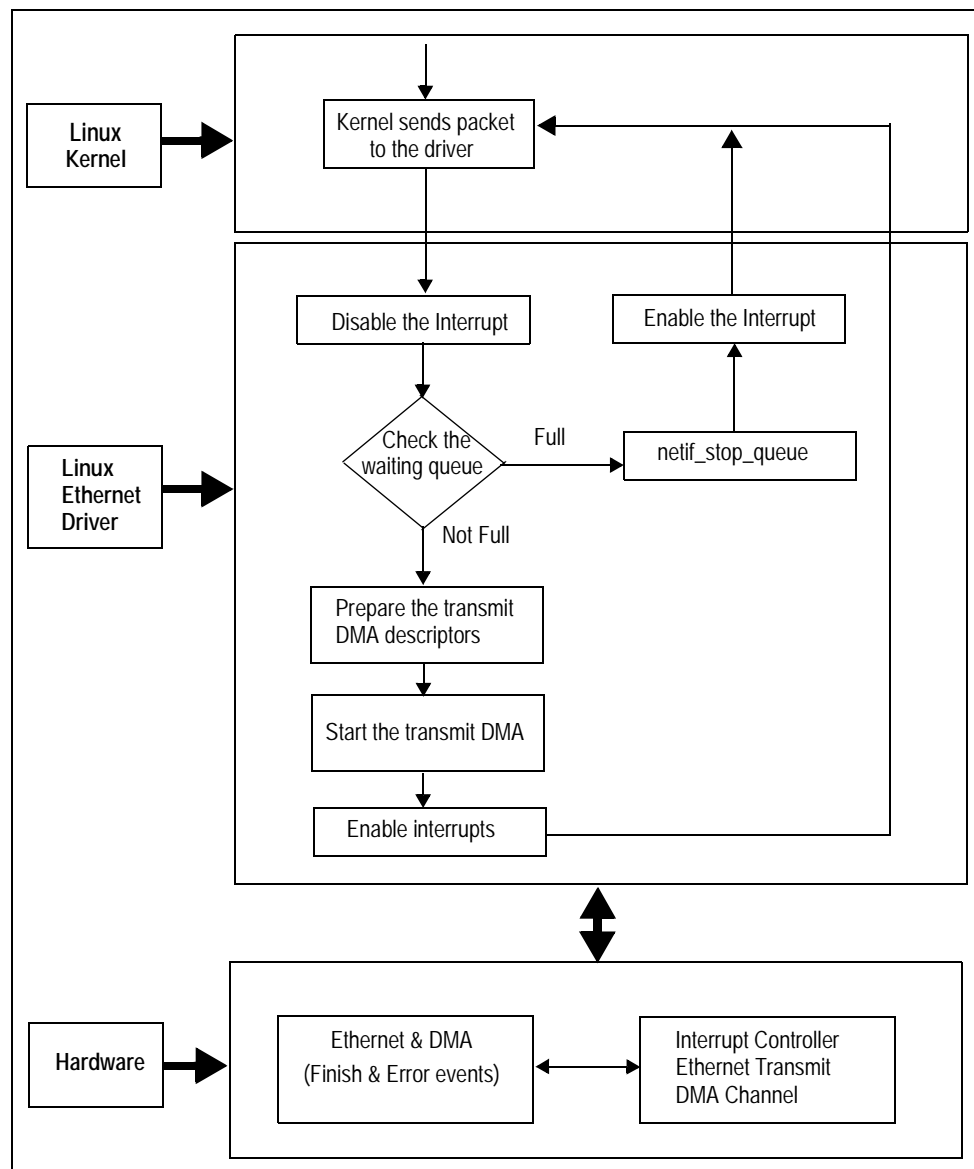 Linux
Kernel
Kernel sends packet
to the driver
Disable the Interrupt
Enable the Interrupt
Linux
Ethernet
Driver
Check the
waiting queue
Full
netif_stop_queue
Not Full
Prepare the transmit
DMA descriptors
Start the transmit DMA
Enable interrupts
Hardware
Ethernet & DMA
(Finish & Error events)
Interrupt Controller
Ethernet Transmit
DMA Channel